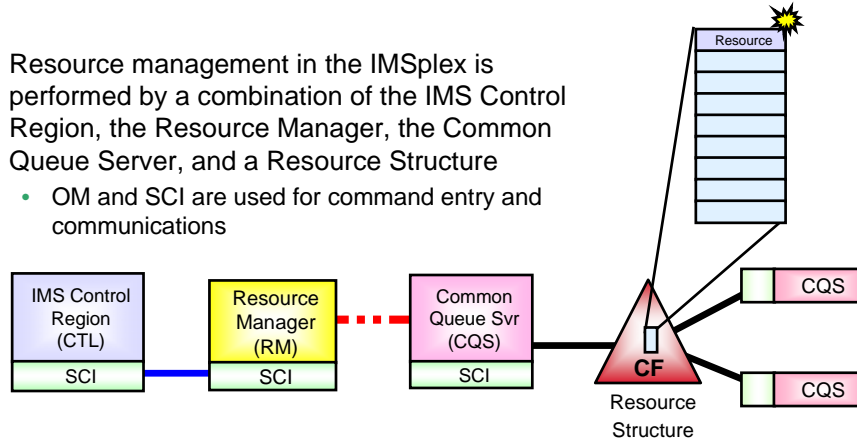 Resource
Resource management in the IMSplex is
performed by a combination of the IMS Control
Region, the Resource Manager, the Common
Queue Server, and a Resource Structure
• OM and SCI are used for command entry and
communications
IMS Control
Region
(CTL)
SCI
Resource
Manager
(RM)
SCI
Common
Queue Svr
(CQS)
SCI
CF
Resource
Structure
CQS
CQS